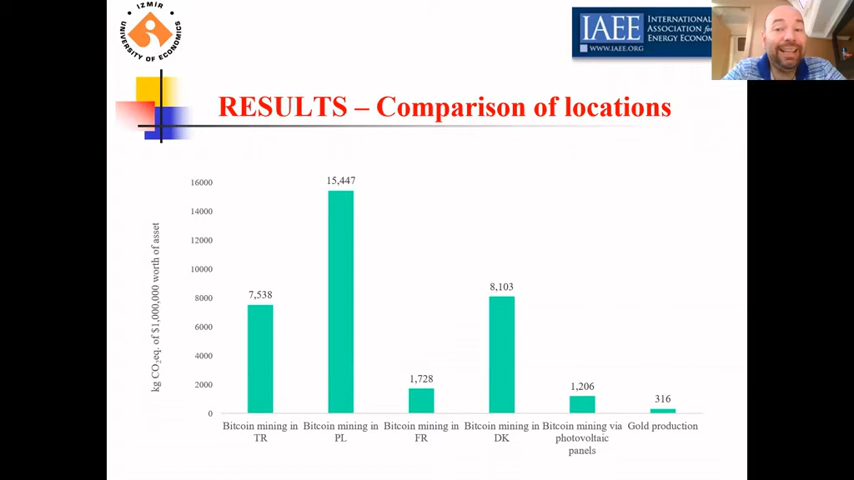 IZMIR
UNIVERSITY OF ECONOMICS
IAEE
INTERNATIONAL
ASSOCIATION for
ENERGY ECONOM
WWW.IAEE.ORG
RESULTS – Comparison of locations
kg CO2eq. of $1,000,000 worth of asset
16000
14000
12000
10000
8000
6000
4000
2000
0
7,538
15,447
1,728
8,103
1,206
316
Bitcoin mining in
TR
Bitcoin mining in
PL
Bitcoin mining in
FR
Bitcoin mining in
DK
Bitcoin mining via
photovoltaic
panels
Gold production